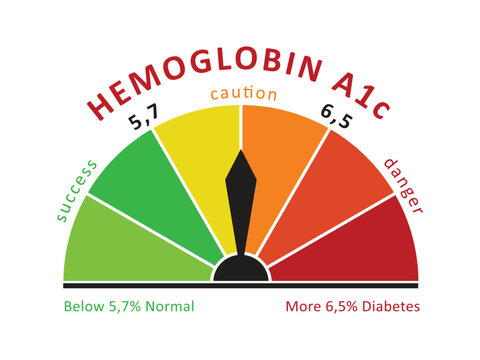 HEMOGLOBIN A1c
caution
5,7
6,5
success
danger
Below 5,7% Normal
More 6,5% Diabetes